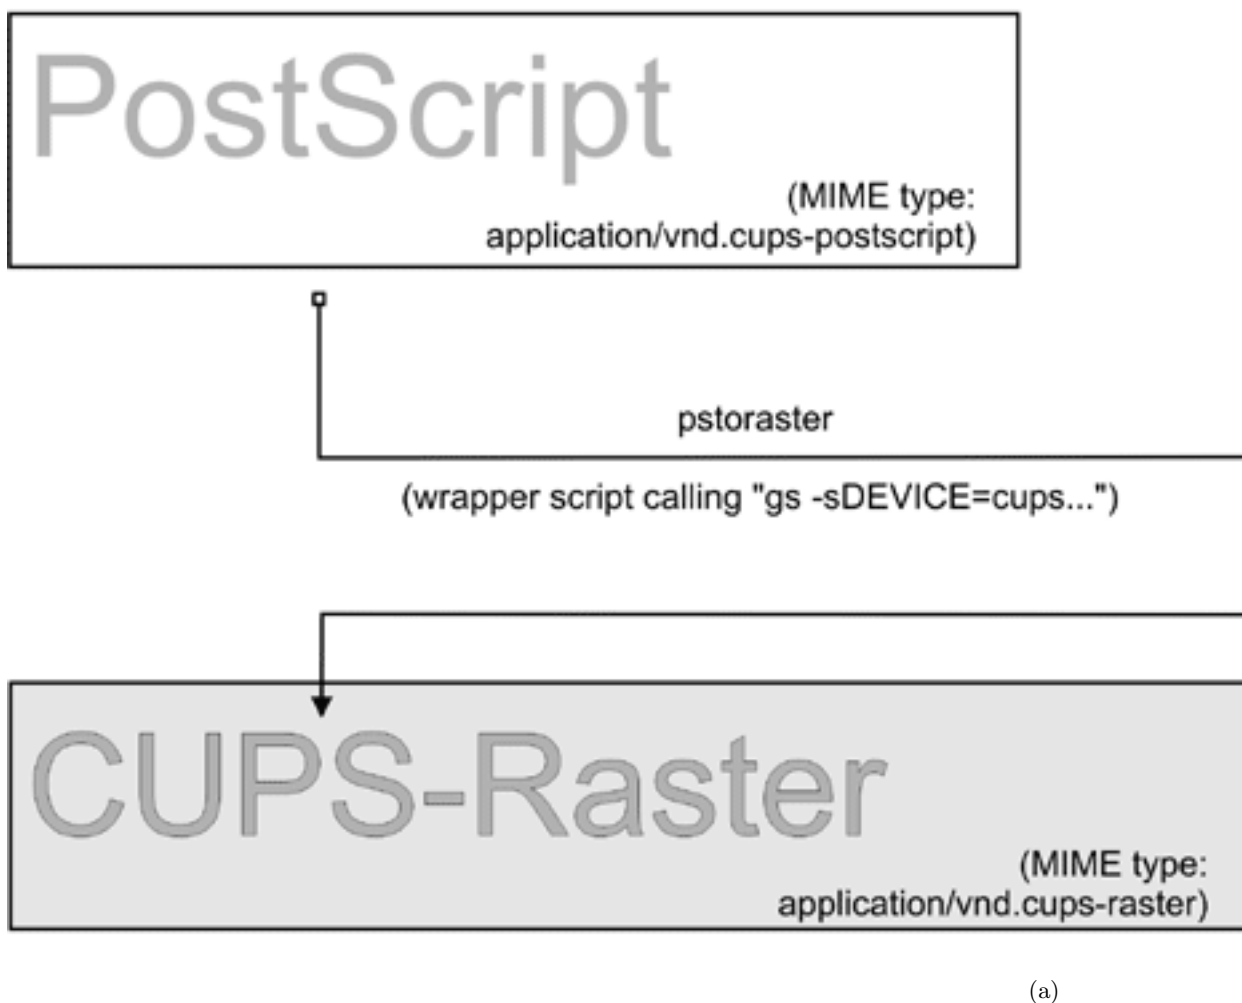 PostScript
(MIME type:
application/vnd.cups-postscript)
pstoraster
(wrapper script calling "gs -sDEVICE=cups...")
CUPS-Raster
(MIME type:
application/vnd.cups-raster)
(a)